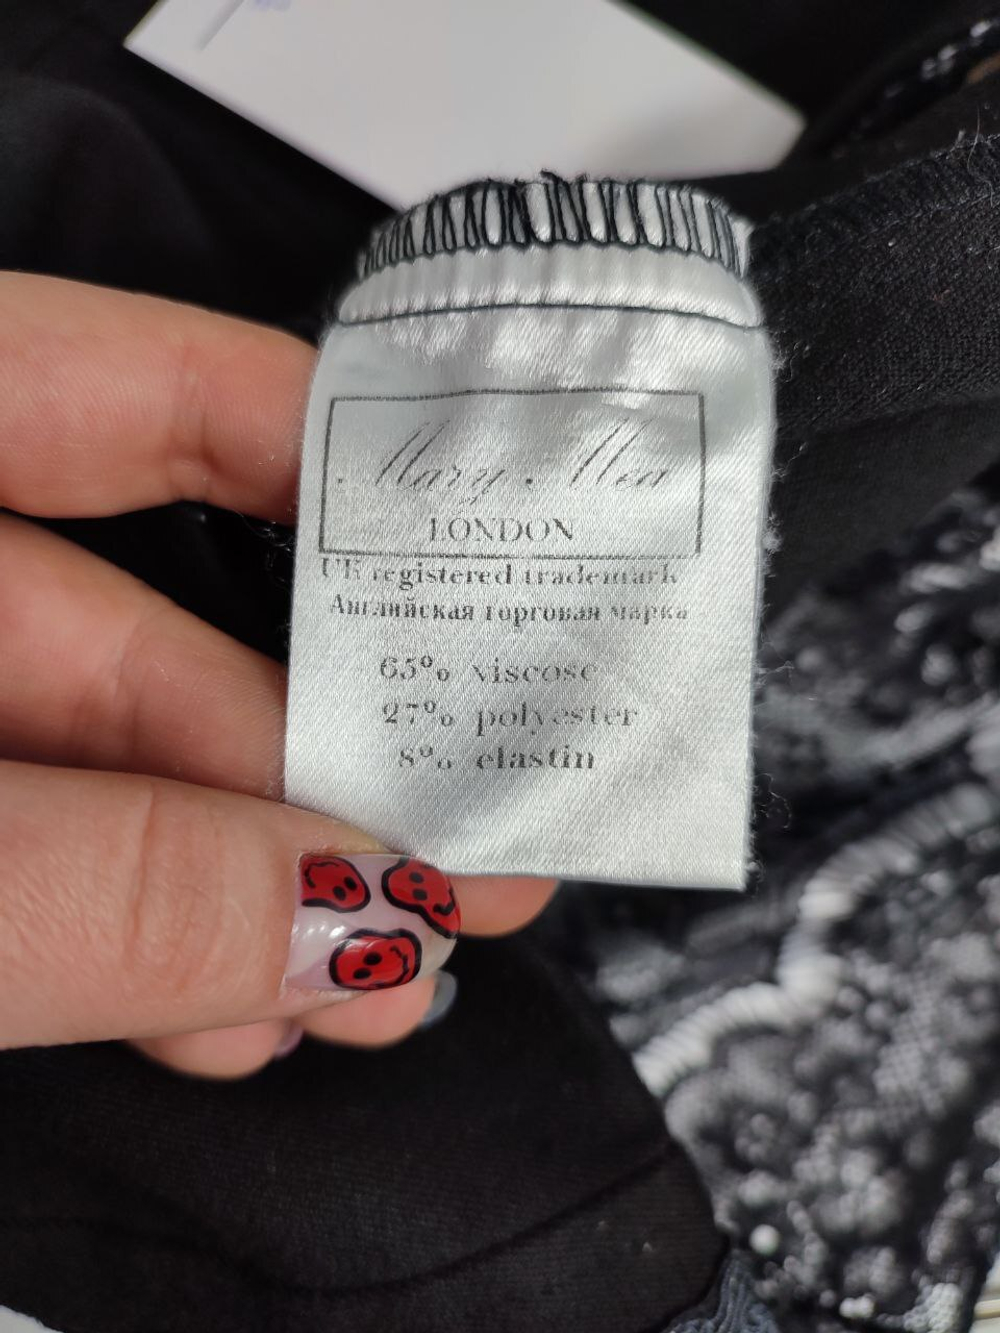 Mary Mea
LONDON
UK registered trademark
Английская торговая марка
65% viscose
27% polyester
8% elastin